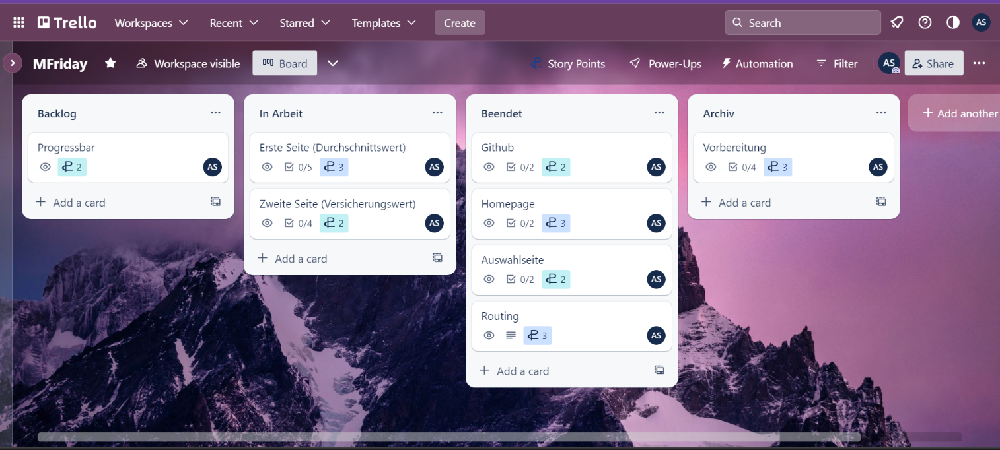 Trello Workspaces Recent Starred Templates Create Search AS
MFriday Workspace visible Board Story Points Power-Ups Automation Filter AS Share
Backlog
Progressbar
2 AS
Add a card
In Arbeit
Erste Seite (Durchschnittswert)
0/5 3 AS
Zweite Seite (Versicherungswert)
0/4 2 AS
Add a card
Beendet
Github
0/2 2 AS
Homepage
0/2 3 AS
Auswahlseite
0/2 2 AS
Routing
3 AS
Add a card
Archiv
Vorbereitung
0/4 3 AS
Add a card
Add another